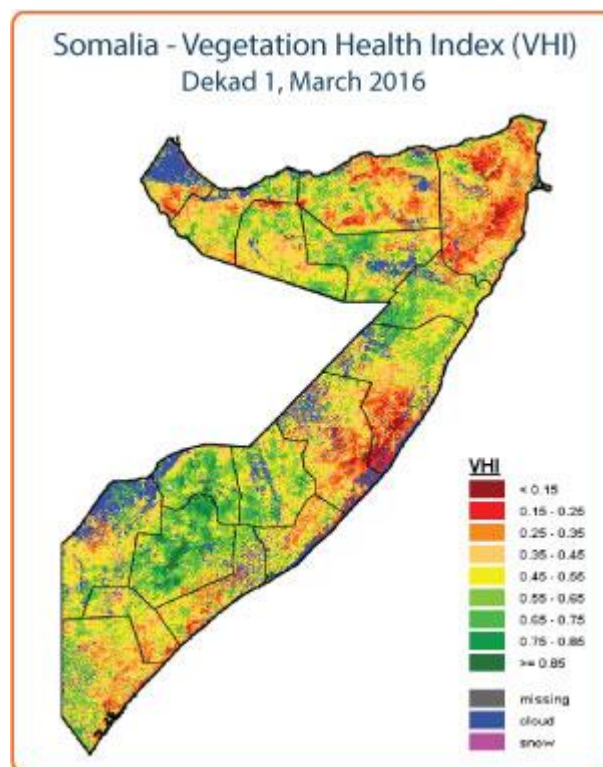 Somalia - Vegetation Health Index (VHI)
Dekad 1, March 2016
VHI
< 0.15
0.15 - 0.25
0.25 - 0.35
0.35 - 0.45
0.45 - 0.55
0.55 - 0.65
0.65 - 0.75
0.75 - 0.85
>= 0.85
missing
cloud
snow